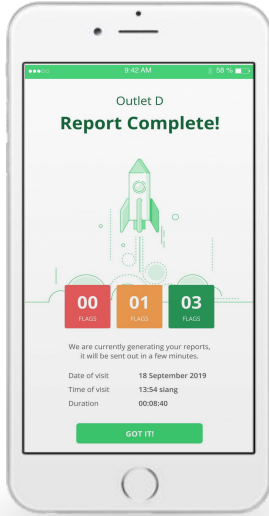 9:42 AM
58 %
Outlet D
Report Complete!
00
FLAGS
01
FLAGS
03
FLAGS
We are currently generating your reports,
it will be sent out in a few minutes.
Date of visit 18 September 2019
Time of visit 13:54 siang
Duration 00:08:40
GOT IT!